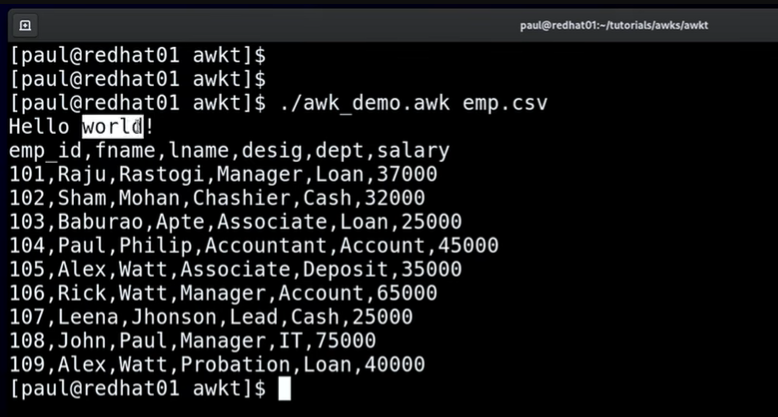 paul@redhat01:~/tutorials/awks/awkt
[paul@redhat01 awkt]$
[paul@redhat01 awkt]$
[paul@redhat01 awkt]$ ./awk_demo.awk emp.csv
Hello world!
emp_id,fname,lname,desig,dept,salary
101,Raju,Rastogi,Manager,Loan,37000
102,Sham,Mohan,Chashier,Cash,32000
103,Baburao,Apte,Associate,Loan,25000
104,Paul,Philip,Accountant,Account,45000
105,Alex,Watt,Associate,Deposit,35000
106,Rick,Watt,Manager,Account,65000
107,Leena,Jhonson,Lead,Cash,25000
108,John,Paul,Manager,IT,75000
109,Alex,Watt,Probation,Loan,40000
[paul@redhat01 awkt]$